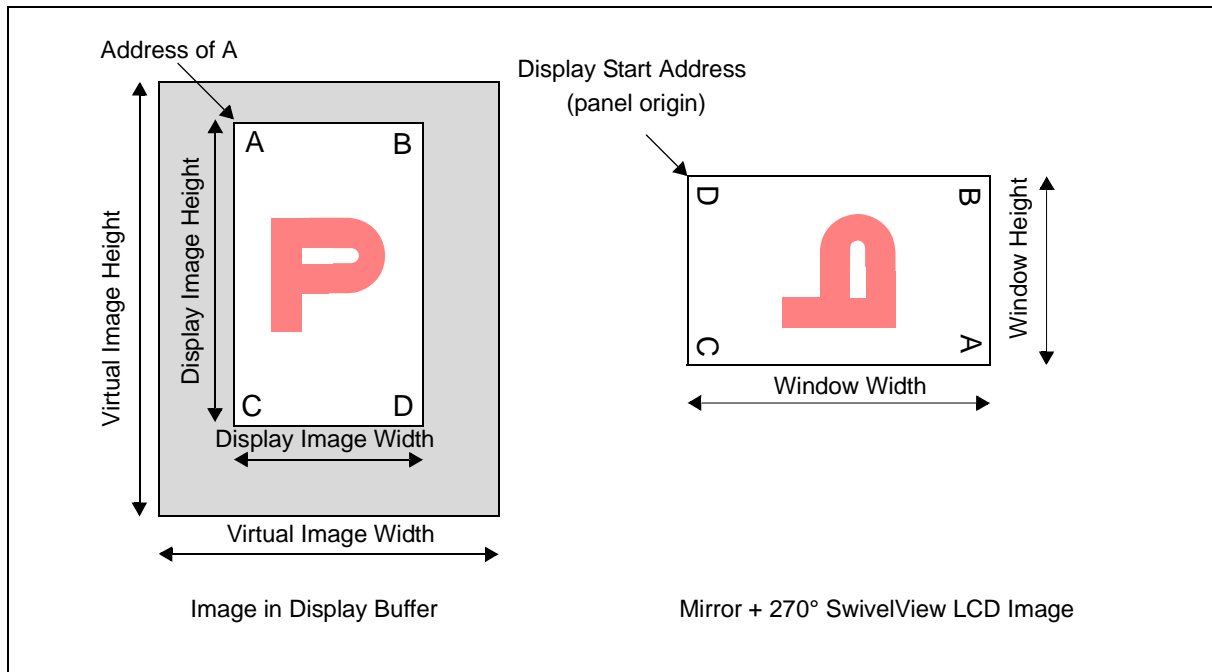 Address of A
Display Start Address
(panel origin)
Virtual Image Height
Display Image Height
A
B
P
C
D
Display Image Width
Virtual Image Width
D
B
P
C
A
Window Height
Window Width
Image in Display Buffer
Mirror + 270° SwivelView LCD Image